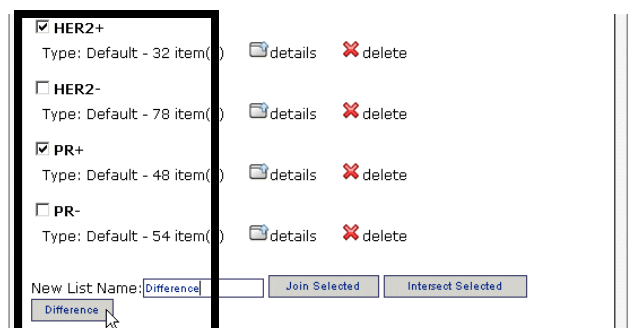 HER2+
Type: Default - 32 item( ) details delete
HER2-
Type: Default - 78 item( ) details delete
PR+
Type: Default - 48 item( ) details delete
PR-
Type: Default - 54 item( ) details delete
New List Name: Difference Join Selected Intersect Selected
Difference